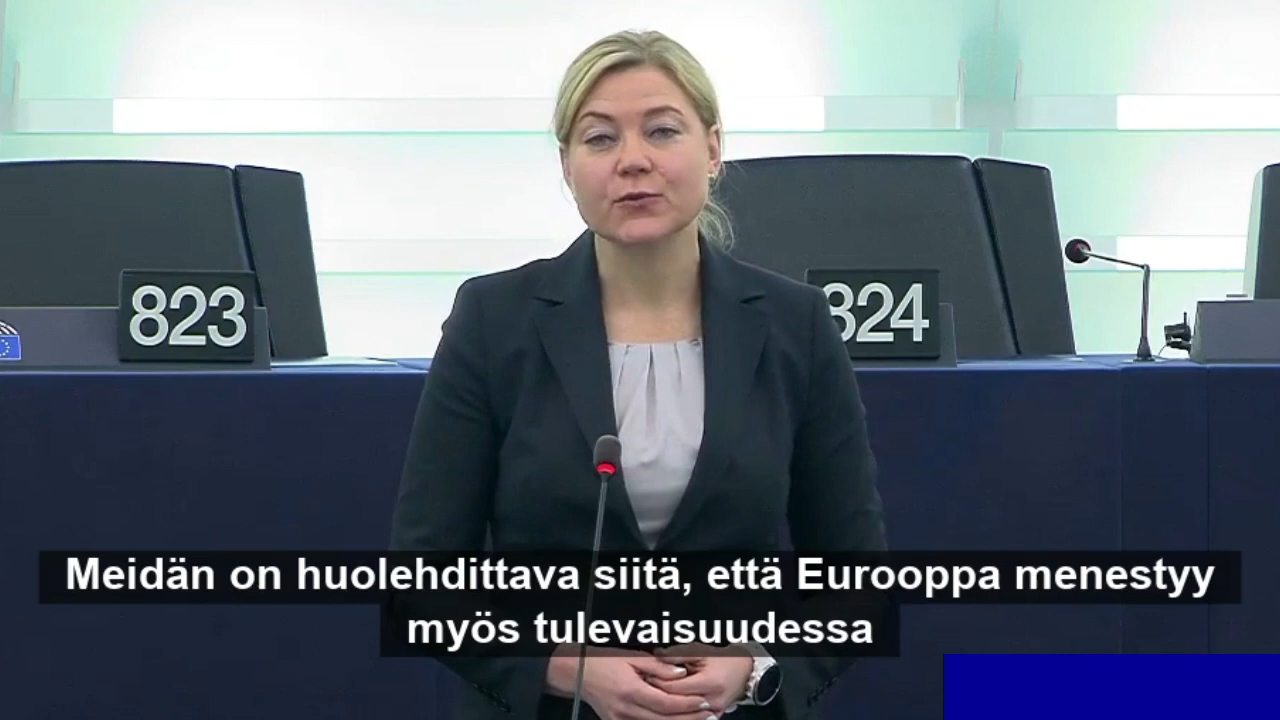 823
824
Meidän on huolehdittava siitä, että Eurooppa menestyy
myös tulevaisuudessa